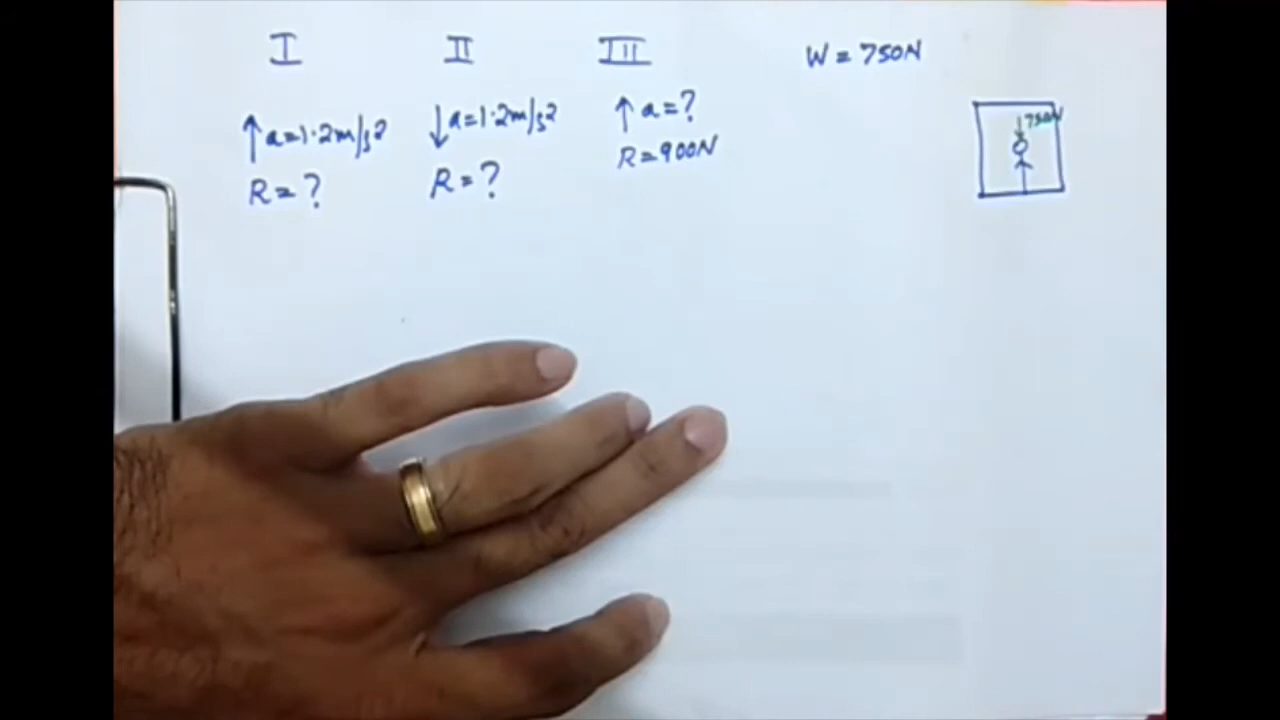 I II III W = 750N
↑ a=1.2m/s2 ↓ a=1.2m/s2 ↑ a=?
R = ? R = ? R=900N
750N